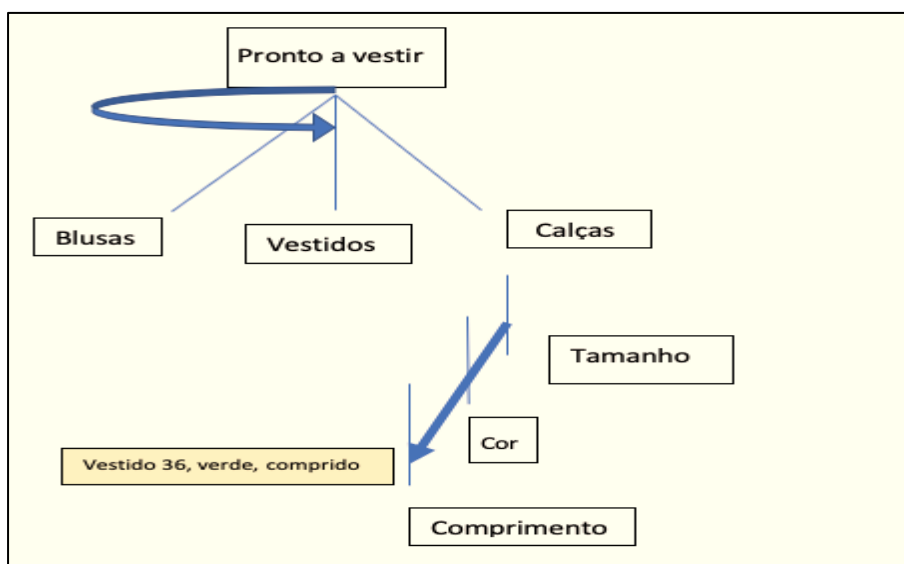 Pronto a vestir
Blusas
Vestidos
Calças
Tamanho
Cor
Vestido 36, verde, comprido
Comprimento